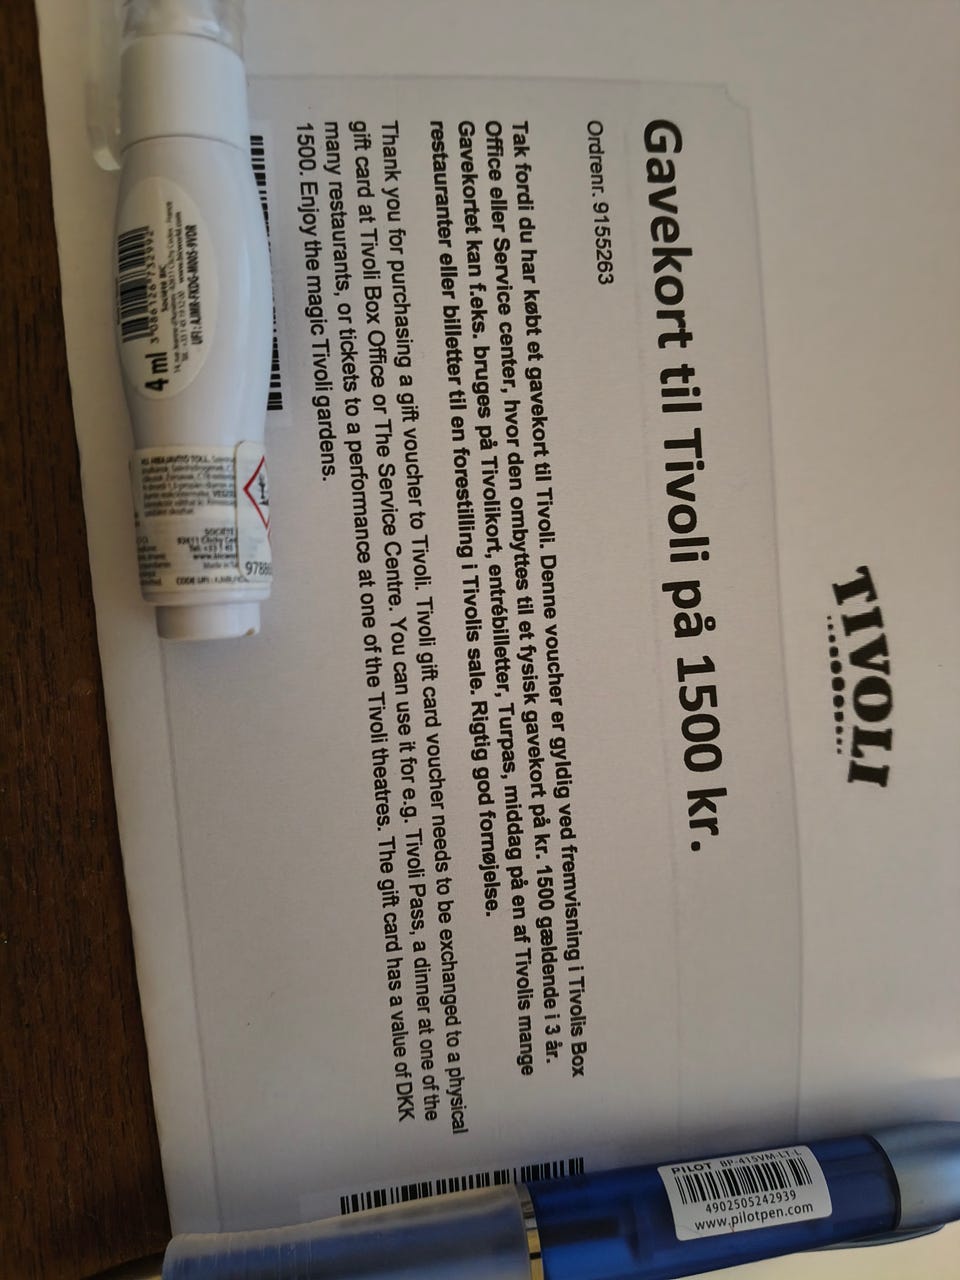 TIVOLI
Gavekort til Tivoli på 1500 kr.
Ordrenr. 9155263
Tak fordi du har købt et gavekort til Tivoli. Denne voucher er gyldig ved fremvisning i Tivolis Box
Office eller Service center, hvor den ombyttes til et fysisk gavekort på kr. 1500 gældende i 3 år.
Gavekortet kan f.eks. bruges på Tivolikort, entrébilletter, Turpas, middag på en af Tivolis mange
restauranter eller billetter til en forestilling i Tivolis sale. Rigtig god fornøjelse.
Thank you for purchasing a gift voucher to Tivoli. Tivoli gift card voucher needs to be exchanged to a physical
gift card at Tivoli Box Office or The Service Centre. You can use it for e.g. Tivoli Pass, a dinner at one of the
many restaurants, or tickets to a performance at one of the Tivoli theatres. The gift card has a value of DKK
1500. Enjoy the magic Tivoli gardens.
4 ml
PILOT BP-415VM-LT-L
4902505242939
www.pilotpen.com